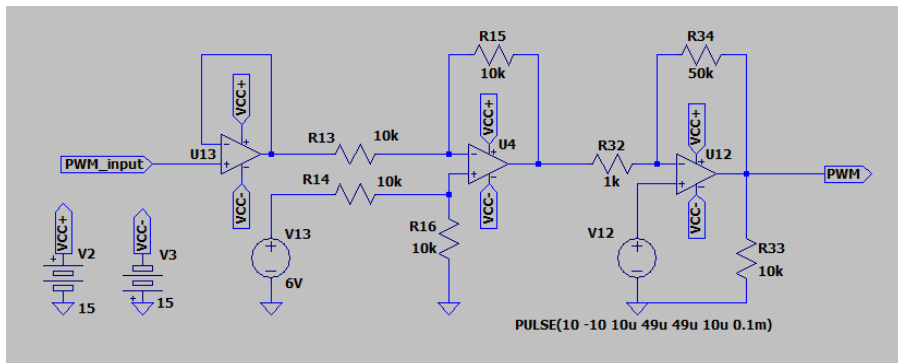 R15
10k
R34
50k
VCC+
VCC+
VCC+
R13
10k
U4
R32
1k
U12
PWM_input
U13
PWM
R14
10k
VCC-
VCC-
VCC-
R16
10k
V13
6V
V12
R33
10k
VCC+
V2
15
VCC-
V3
15
PULSE(10 -10 10u 49u 49u 10u 0.1m)